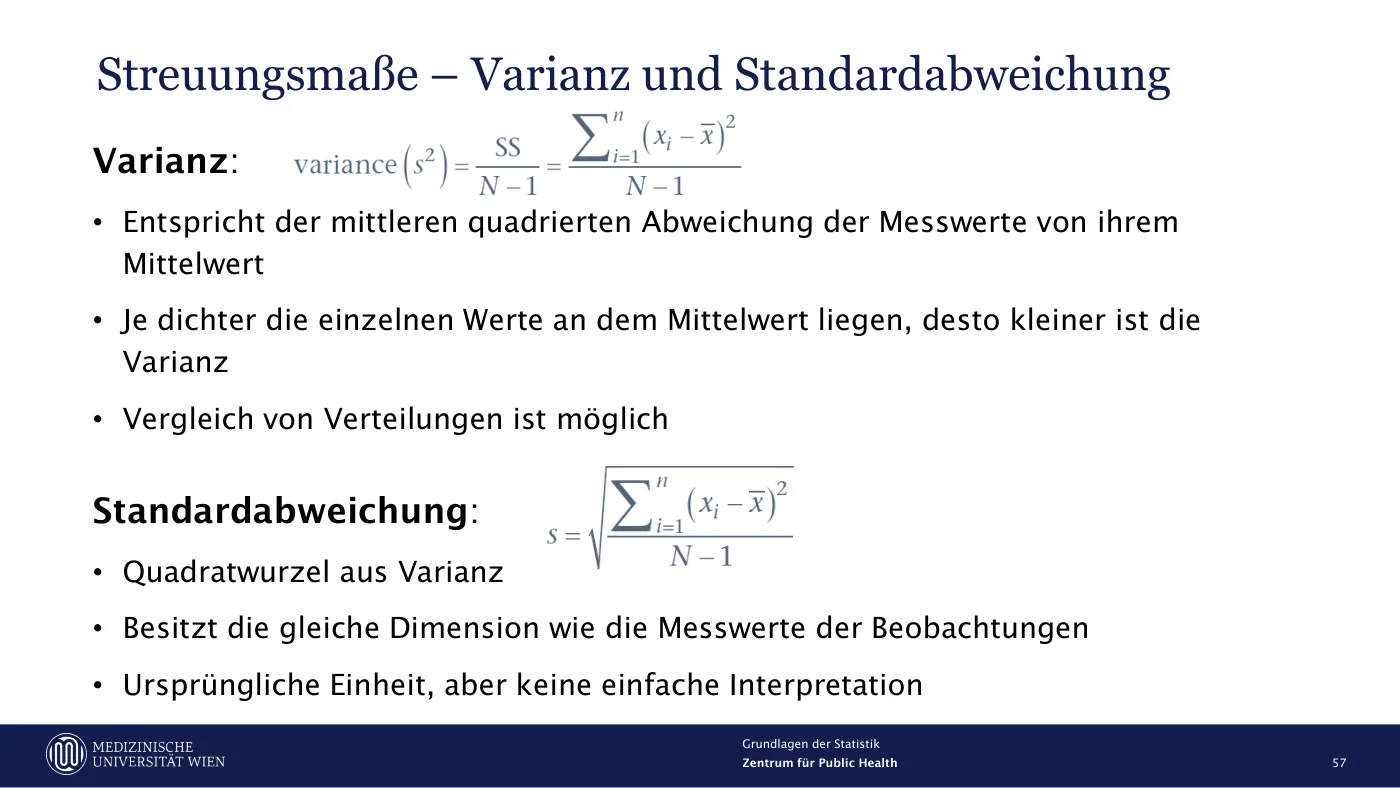 Streuungsmaße – Varianz und Standardabweichung
Varianz: variance (s²) = SS / (N – 1) = ∑ⁿᵢ₌₁ (xᵢ – x̅)² / (N – 1)
• Entspricht der mittleren quadrierten Abweichung der Messwerte von ihrem
Mittelwert
• Je dichter die einzelnen Werte an dem Mittelwert liegen, desto kleiner ist die
Varianz
• Vergleich von Verteilungen ist möglich
Standardabweichung: s = √(∑ⁿᵢ₌₁ (xᵢ – x̅)² / (N – 1))
• Quadratwurzel aus Varianz
• Besitzt die gleiche Dimension wie die Messwerte der Beobachtungen
• Ursprüngliche Einheit, aber keine einfache Interpretation
MEDIZINISCHE
UNIVERSITÄT WIEN
Grundlagen der Statistik
Zentrum für Public Health
57